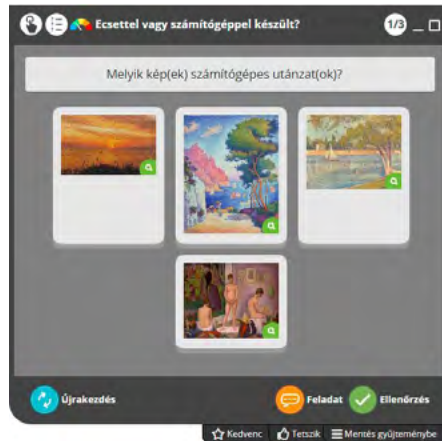 Ecsettel vagy számítógéppel készült?
1/3
Melyik kép(ek) számítógépes utánzat(ok)?
Újrakezdés
Feladat
Ellenőrzés
Kedvenc
Tetszik
Mentés gyűjteménybe